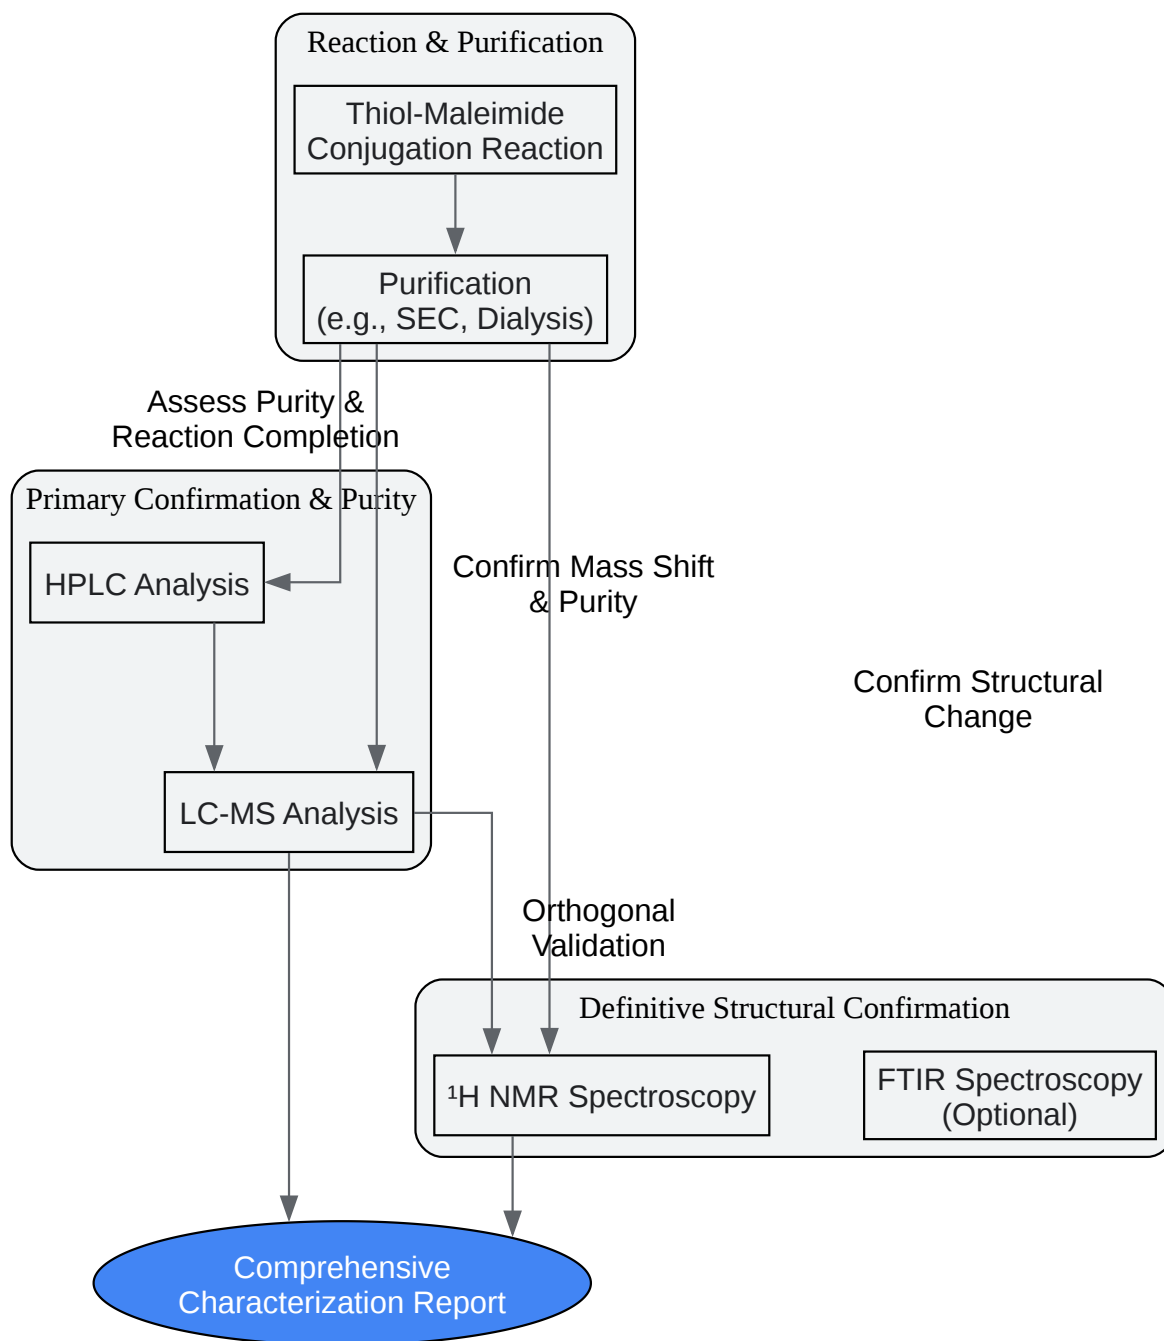 Reaction & Purification
Thiol-Maleimide
Conjugation Reaction
Purification
(e.g., SEC, Dialysis)
Assess Purity &
Reaction Completion
Primary Confirmation & Purity
HPLC Analysis
Confirm Mass Shift
& Purity
Confirm Structural
Change
LC-MS Analysis
Orthogonal
Validation
Definitive Structural Confirmation
¹H NMR Spectroscopy
FTIR Spectroscopy
(Optional)
Comprehensive
Characterization Report